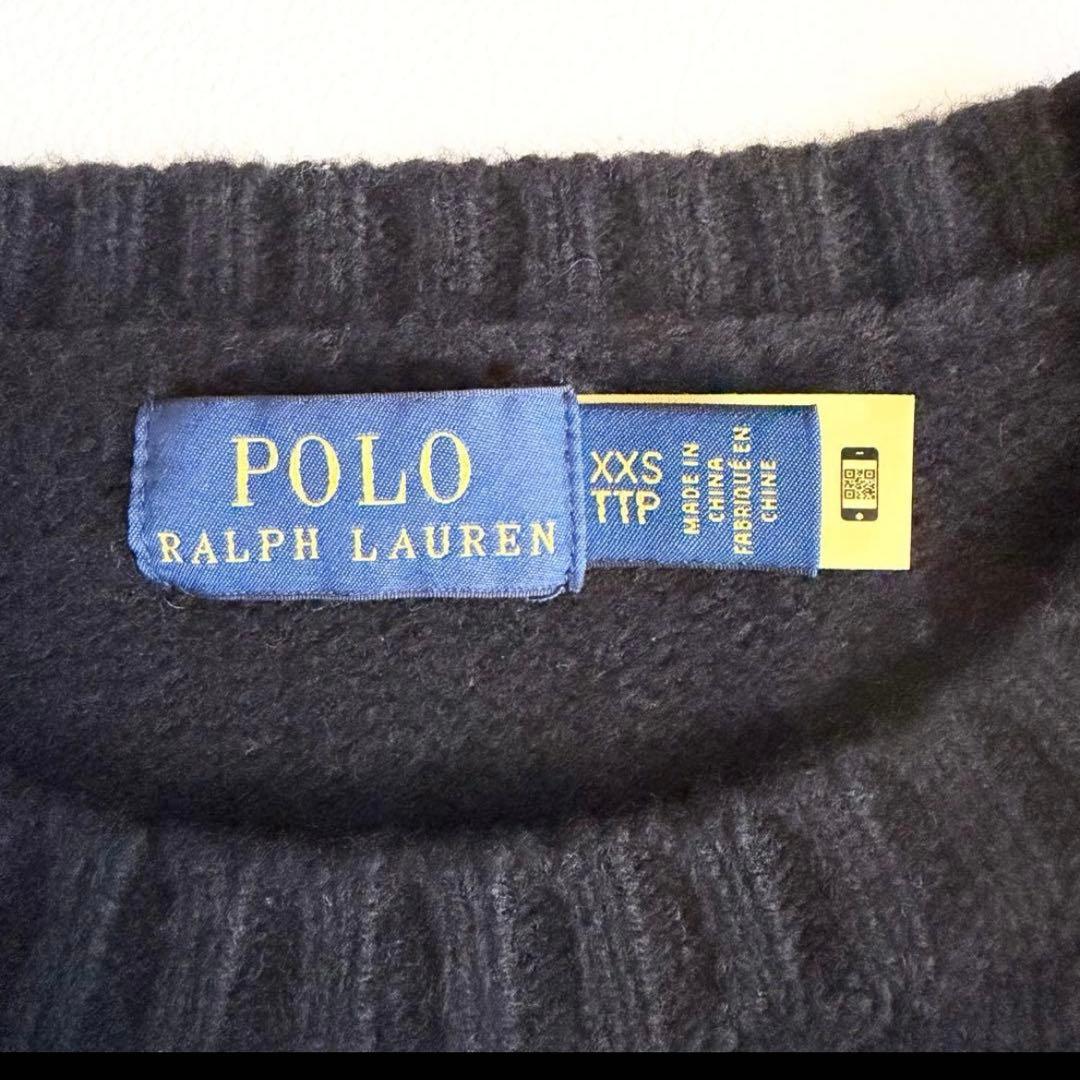 POLO
RALPH LAUREN
XXS
TTP
MADE IN
CHINA
FABRIQUÉ EN
CHINE